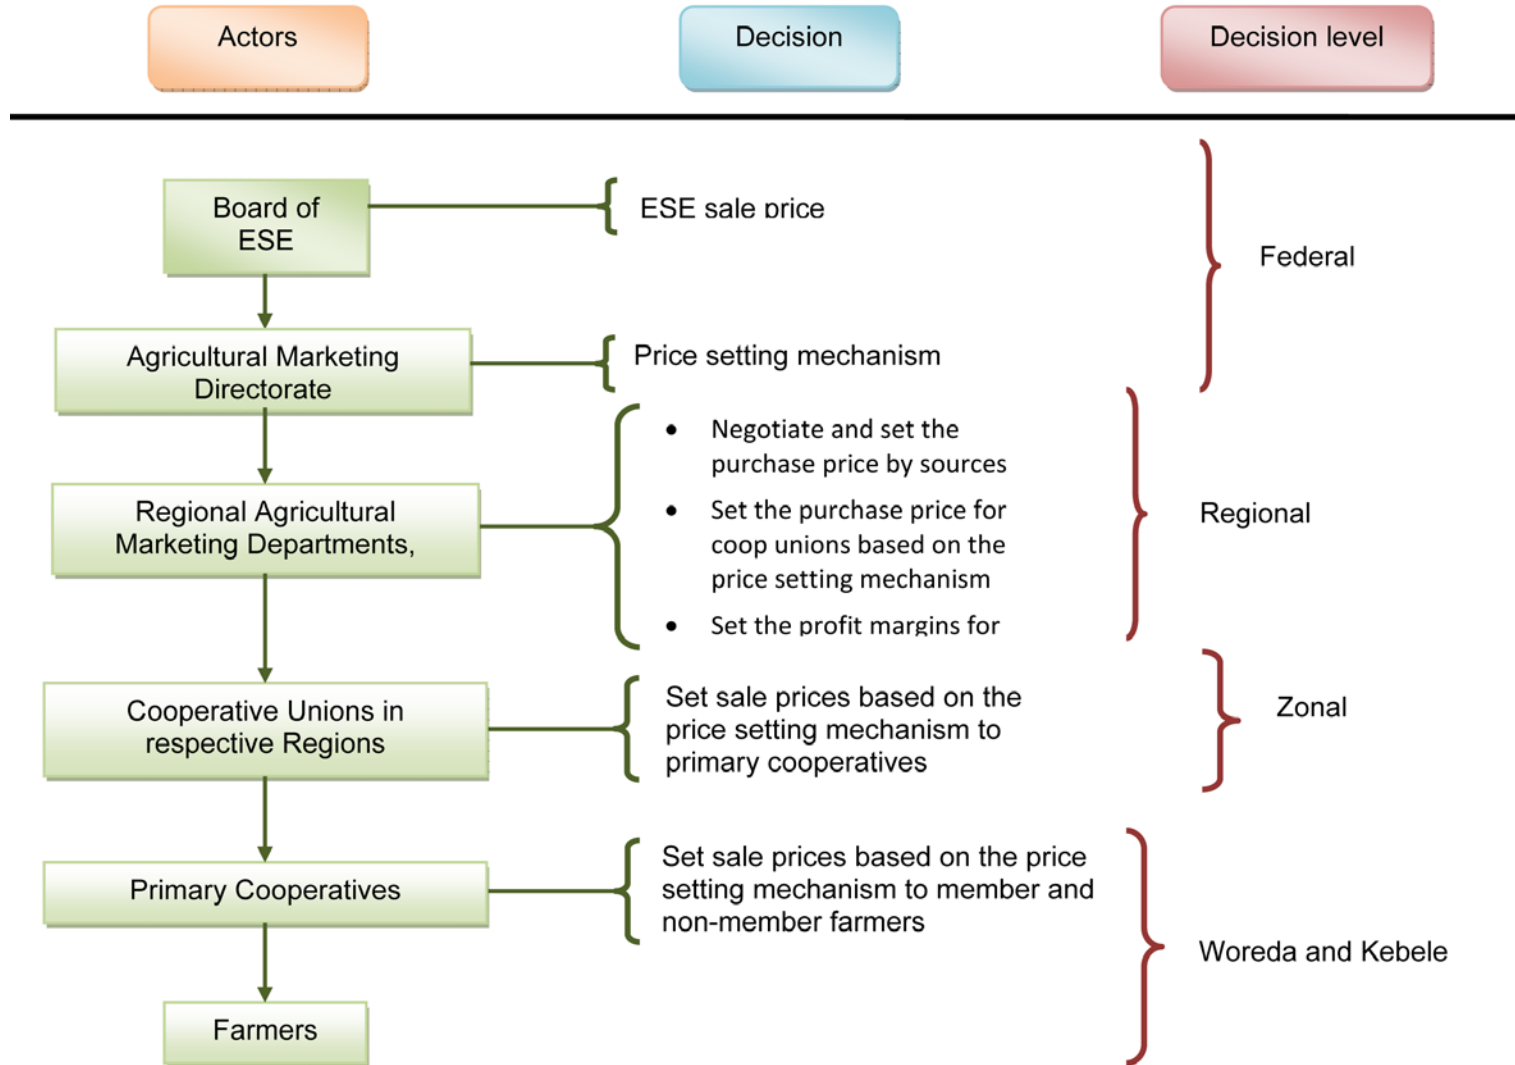 Actors
Decision
Decision level
Board of
ESE
ESE sale price
Federal
Agricultural Marketing
Directorate
Price setting mechanism
Regional Agricultural
Marketing Departments,
• Negotiate and set the
purchase price by sources
• Set the purchase price for
coop unions based on the
price setting mechanism
• Set the profit margins for
Regional
Cooperative Unions in
respective Regions
Set sale prices based on the
price setting mechanism to
primary cooperatives
Zonal
Primary Cooperatives
Set sale prices based on the price
setting mechanism to member and
non-member farmers
Woreda and Kebele
Farmers